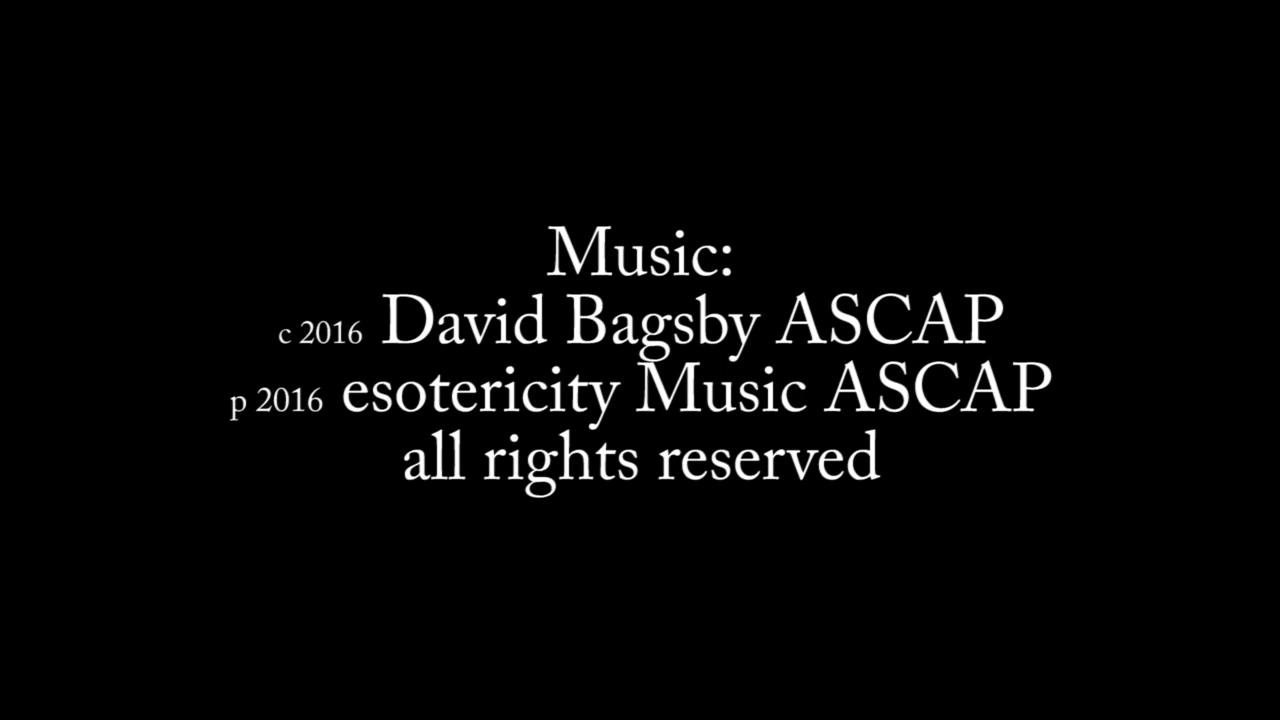 Music:
c 2016 David Bagsby ASCAP
p 2016 esotericity Music ASCAP
all rights reserved